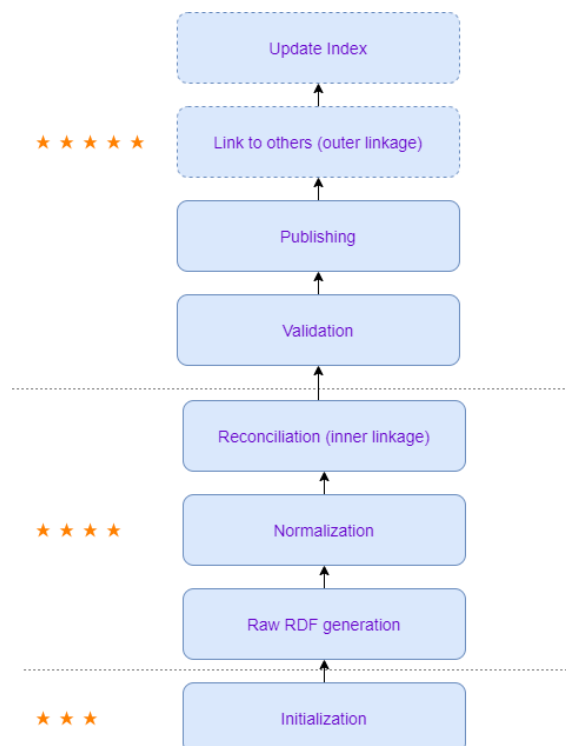 Update Index
Link to others (outer linkage)
Publishing
Validation
Reconciliation (inner linkage)
Normalization
Raw RDF generation
Initialization